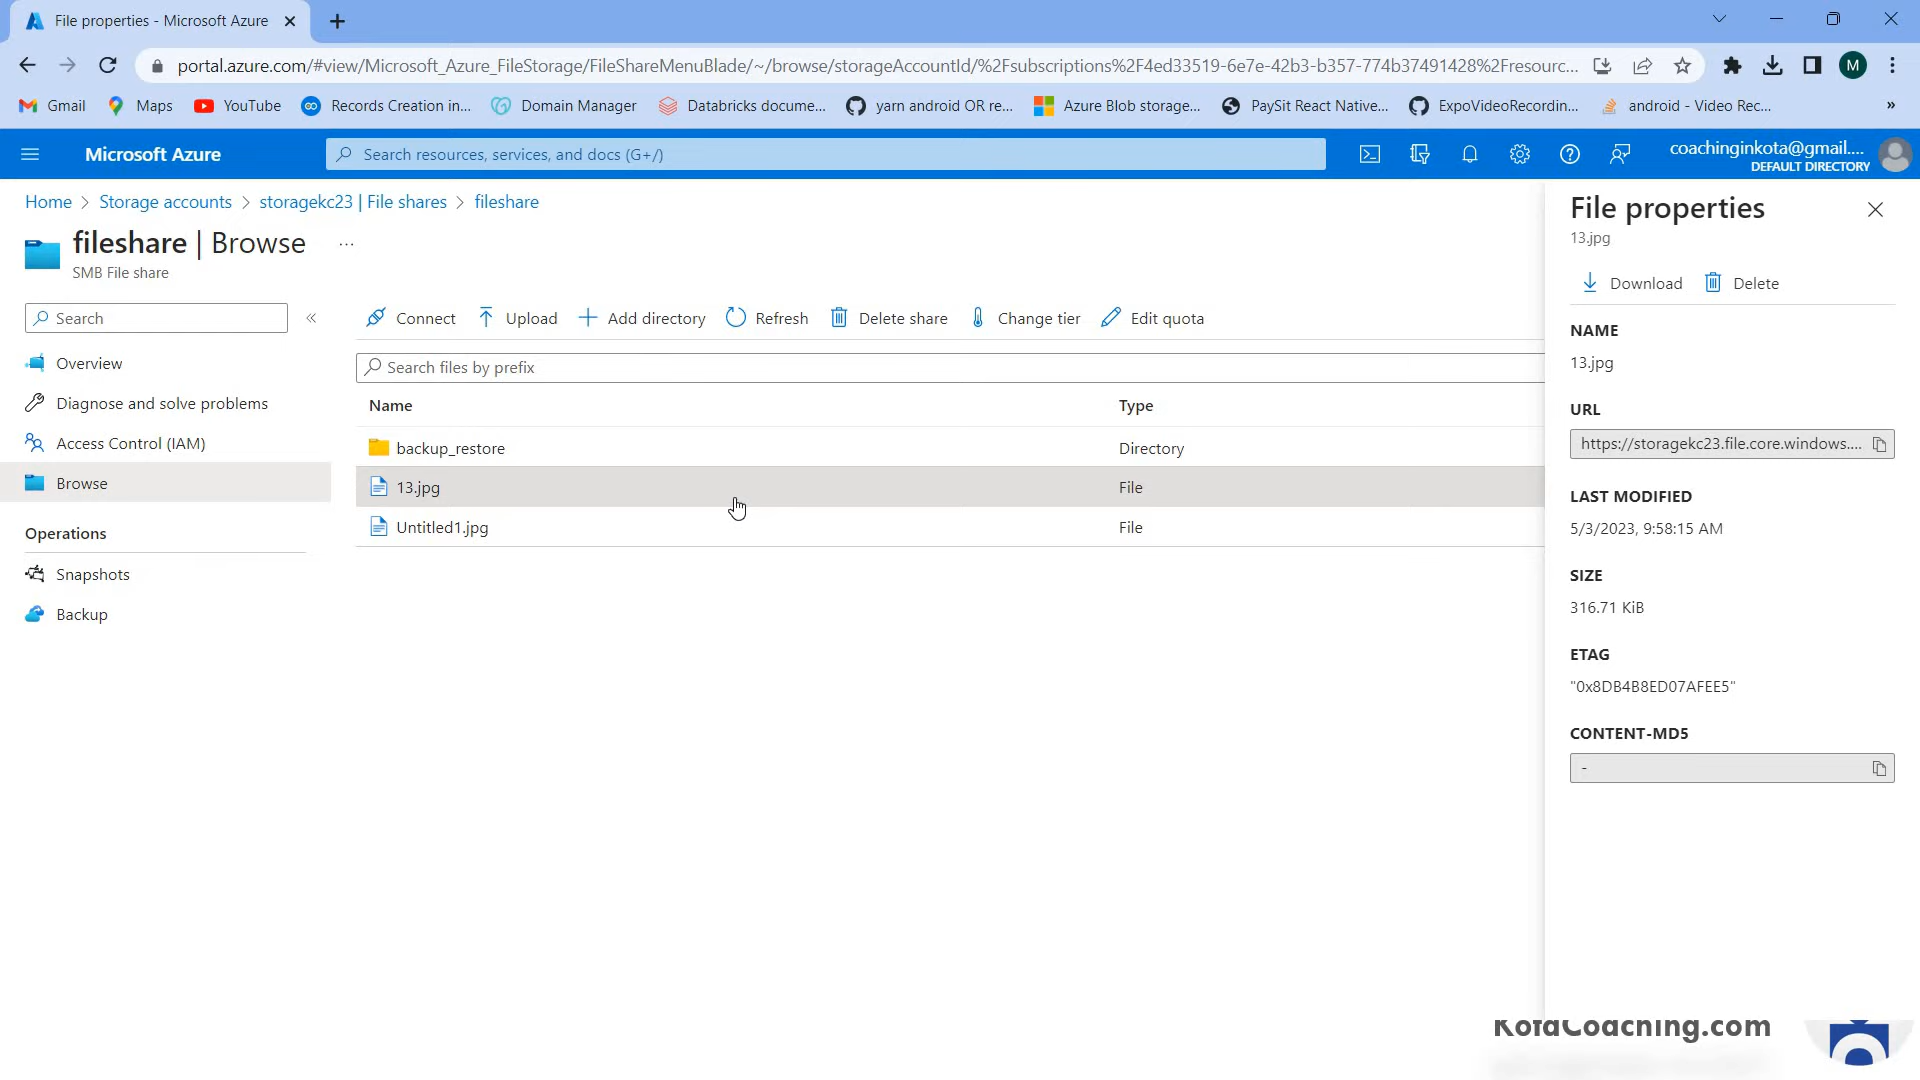 File properties - Microsoft Azure
portal.azure.com/#view/Microsoft_Azure_FileStorage/FileShareMenuBlade/~/browse/storageAccountId/%2Fsubscriptions%2F4ed33519-6e7e-42b3-b357-774b37491428%2Fresourc...
M
Gmail
Maps
YouTube
Records Creation in...
Domain Manager
Databricks docume...
yarn android OR re...
Azure Blob storage...
PaySit React Native...
ExpoVideoRecordin...
android - Video Rec...
»
Microsoft Azure
Search resources, services, and docs (G+/)
coachinginkota@gmail....
DEFAULT DIRECTORY
Home > Storage accounts > storagekc23 | File shares > fileshare
fileshare | Browse ...
SMB File share
Search
«
Overview
Diagnose and solve problems
Access Control (IAM)
Browse
Operations
Snapshots
Backup
Connect
Upload
Add directory
Refresh
Delete share
Change tier
Edit quota
Search files by prefix
Name Type
backup_restore Directory
13.jpg File
Untitled1.jpg File
File properties
13.jpg
Download
Delete
NAME
13.jpg
URL
https://storagekc23.file.core.windows....
LAST MODIFIED
5/3/2023, 9:58:15 AM
SIZE
316.71 KiB
ETAG
"0x8DB4B8ED07AFEE5"
CONTENT-MD5
-
KotaCoaching.com